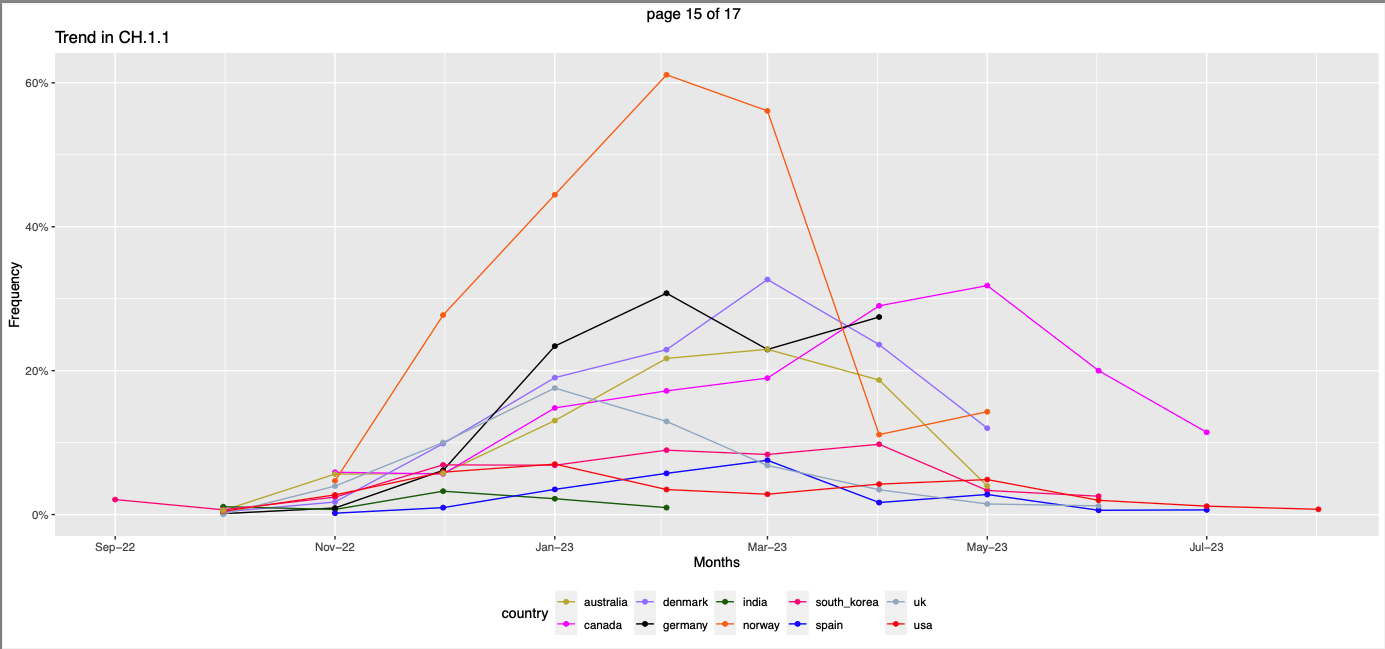 page 15 of 17
Trend in CH.1.1
60%
40%
20%
0%
Frequency
Sep–22 Nov–22 Jan–23 Mar–23 May–23 Jul–23
Months
country
australia denmark india south_korea uk
canada germany norway spain usa